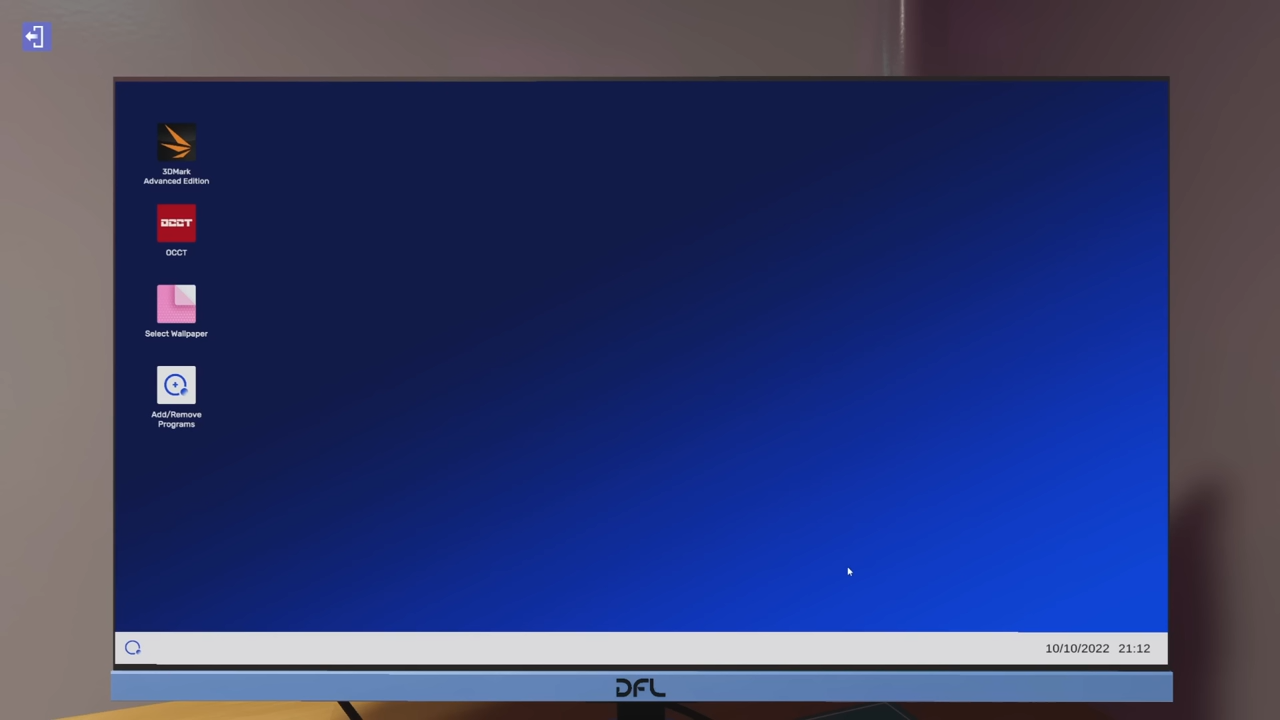 3DMark
Advanced Edition
OCCT
OCCT
Select Wallpaper
Add/Remove
Programs
10/10/2022 21:12
DFL